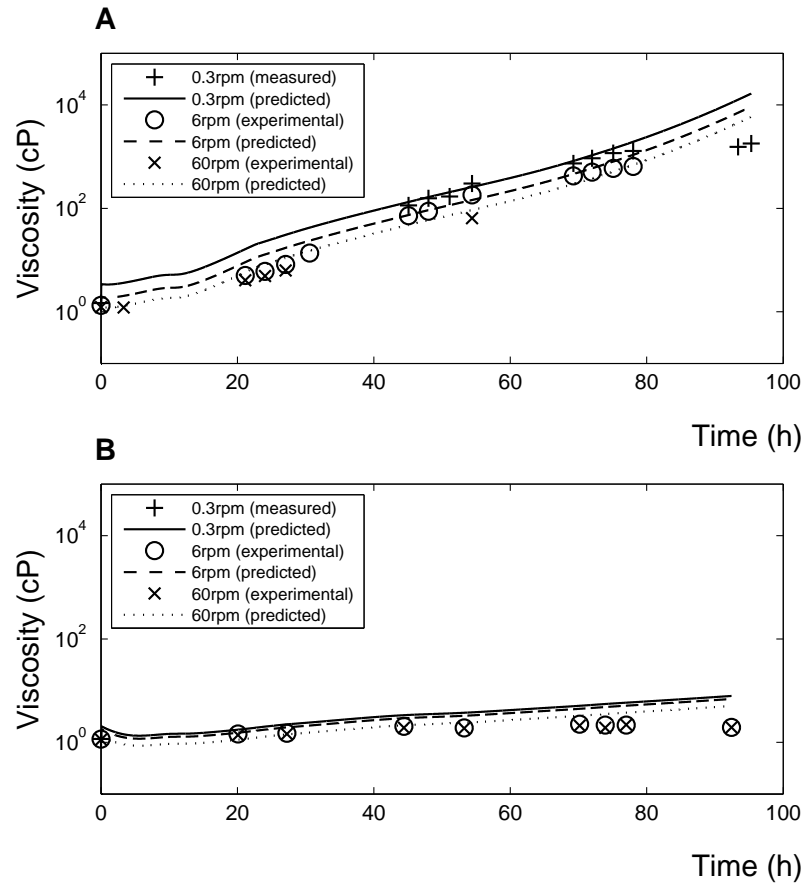 A
Viscosity (cP)
10^4
10^2
10^0
0.3rpm (measured)
0.3rpm (predicted)
6rpm (experimental)
6rpm (predicted)
60rpm (experimental)
60rpm (predicted)
0 20 40 60 80 100
Time (h)
B
Viscosity (cP)
10^4
10^2
10^0
0.3rpm (measured)
0.3rpm (predicted)
6rpm (experimental)
6rpm (predicted)
60rpm (experimental)
60rpm (predicted)
0 20 40 60 80 100
Time (h)